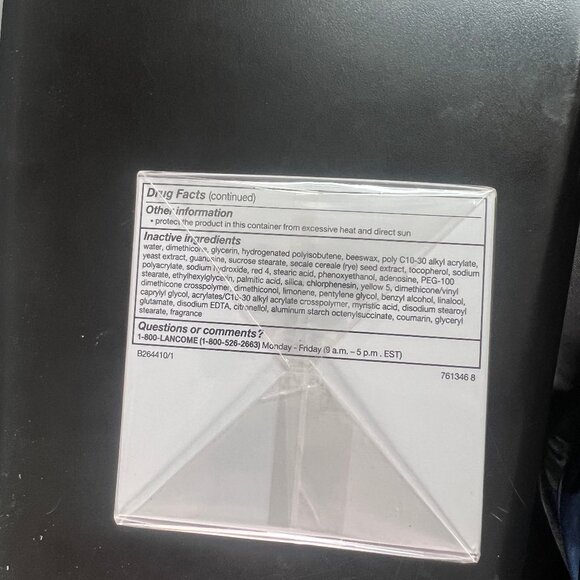 Drug Facts (continued)
Other information
• protect the product in this container from excessive heat and direct sun
Inactive ingredients
water, dimethicone, glycerin, hydrogenated polyisobutene, beeswax, poly C10-30 alkyl acrylate,
yeast extract, guanosine, sucrose stearate, secale cereale (rye) seed extract, tocopherol, sodium
polyacrylate, sodium hydroxide, red 4, stearic acid, phenoxyethanol, adenosine, PEG-100
stearate, ethylhexylglycerin, palmitic acid, silica, chlorphenesin, yellow 5, dimethicone/vinyl
dimethicone crosspolymer, dimethiconol, limonene, pentylene glycol, benzyl alcohol, linalool,
caprylyl glycol, acrylates/C10-30 alkyl acrylate crosspolymer, myristic acid, disodium stearoyl
glutamate, disodium EDTA, citronellol, aluminum starch octenylsuccinate, coumarin, glyceryl
stearate, fragrance
Questions or comments?
1-800-LANCOME (1-800-526-2663) Monday - Friday (9 a.m. – 5 p.m. EST)
B264410/1
761346 8